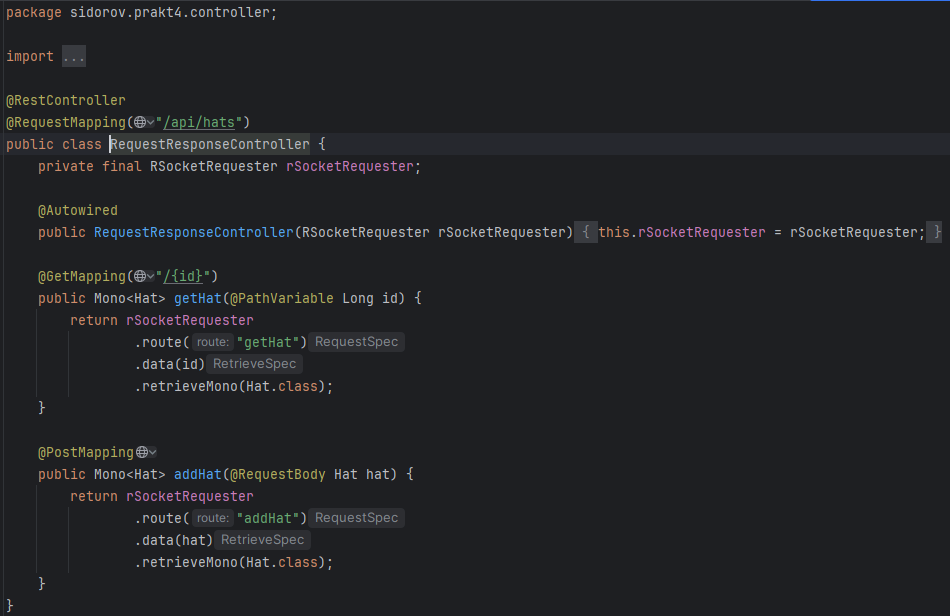 package sidorov.prakt4.controller;
import ...
@RestController
@RequestMapping("/api/hats")
public class RequestResponseController {
private final RSocketRequester rSocketRequester;
@Autowired
public RequestResponseController(RSocketRequester rSocketRequester) { this.rSocketRequester = rSocketRequester; }
@GetMapping("/{id}")
public Mono<Hat> getHat(@PathVariable Long id) {
return rSocketRequester
.route( route: "getHat") RequestSpec
.data(id) RetrieveSpec
.retrieveMono(Hat.class);
}
@PostMapping
public Mono<Hat> addHat(@RequestBody Hat hat) {
return rSocketRequester
.route( route: "addHat") RequestSpec
.data(hat) RetrieveSpec
.retrieveMono(Hat.class);
}
}